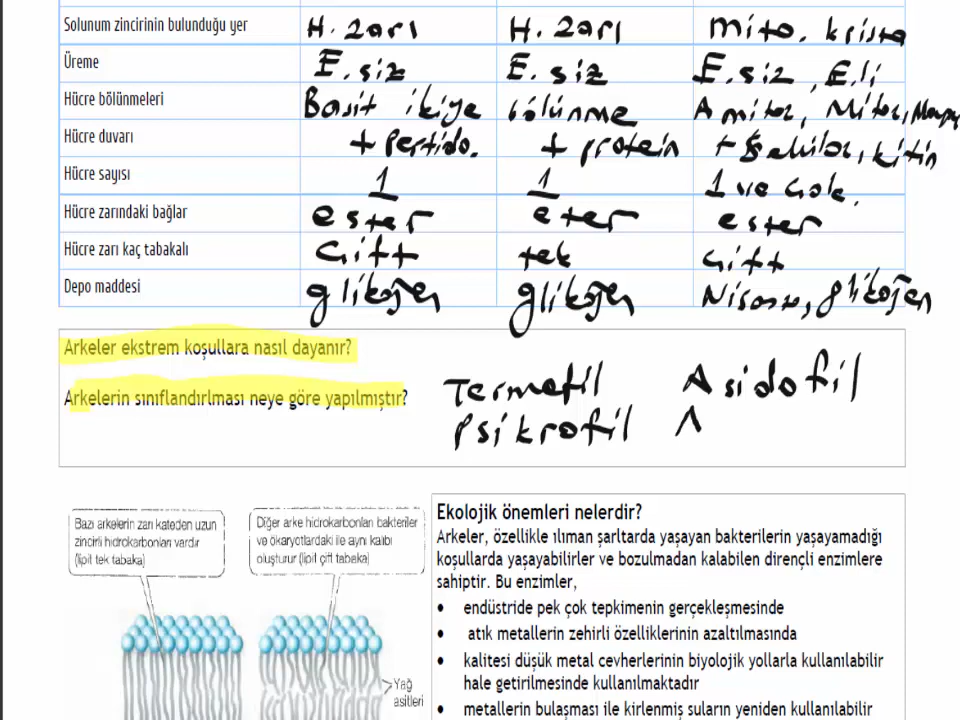 Solunum zincirinin bulunduğu yer H. zarı H. zarı Mito. krista
Üreme E.siz E.siz E.siz, E.li
Hücre bölünmeleri Basit ikiye bölünme Amitoz, Mitoz,
Hücre duvarı + Peptido. + protein + Selüloz, kitin
Hücre sayısı 1 1 1 ve çok.
Hücre zarındaki bağlar ester eter ester
Hücre zarı kaç tabakalı Çift tek Çift
Depo maddesi glikojen glikojen Nişasta, glikojen
Arkeler ekstrem koşullara nasıl dayanır?
Arkelerin sınıflandırlması neye göre yapılmıştır?
Termofil Asidofil
Psikrofil A
Bazı arkelerin zarı kateden uzun
zincirli hidrokarbonları vardır
(lipit tek tabaka)
Diğer arke hidrokarbonları bakteriler
ve ökaryotlardaki ile aynı kalıbı
oluşturur (lipit çift tabaka)
Yağ
asitleri
Ekolojik önemleri nelerdir?
Arkeler, özellikle ılıman şarltarda yaşayan bakterilerin yaşayamadığı
koşullarda yaşayabilirler ve bozulmadan kalabilen dirençli enzimlere
sahiptir. Bu enzimler,
• endüstride pek çok tepkimenin gerçekleşmesinde
• atık metallerin zehirli özelliklerinin azaltılmasında
• kalitesi düşük metal cevherlerinin biyolojik yollarla kullanılabilir
hale getirilmesinde kullanılmaktadır
• metallerin bulaşması ile kirlenmiş suların yeniden kullanılabilir